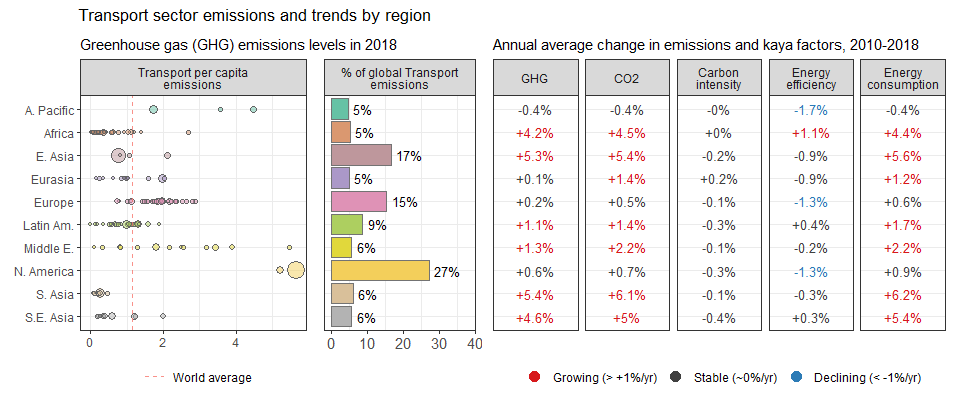 Transport sector emissions and trends by region
Greenhouse gas (GHG) emissions levels in 2018
Annual average change in emissions and kaya factors, 2010-2018
Transport per capita
emissions
% of global Transport
emissions
GHG
CO2
Carbon
intensity
Energy
efficiency
Energy
consumption
A. Pacific 5% -0.4% -0.4% -0% -1.7% -0.4%
Africa 5% +4.2% +4.5% +0% +1.1% +4.4%
E. Asia 17% +5.3% +5.4% -0.2% -0.9% +5.6%
Eurasia 5% +0.1% +1.4% +0.2% -0.9% +1.2%
Europe 15% +0.2% +0.5% -0.1% -1.3% +0.6%
Latin Am. 9% +1.1% +1.4% -0.3% +0.4% +1.7%
Middle E. 6% +1.3% +2.2% -0.1% -0.2% +2.2%
N. America 27% +0.6% +0.7% -0.3% -1.3% +0.9%
S. Asia 6% +5.4% +6.1% -0.1% -0.3% +6.2%
S.E. Asia 6% +4.6% +5% -0.4% +0.3% +5.4%
0 2 4
0 10 20 30 40
World average
Growing (> +1%/yr) Stable (~0%/yr) Declining (< -1%/yr)